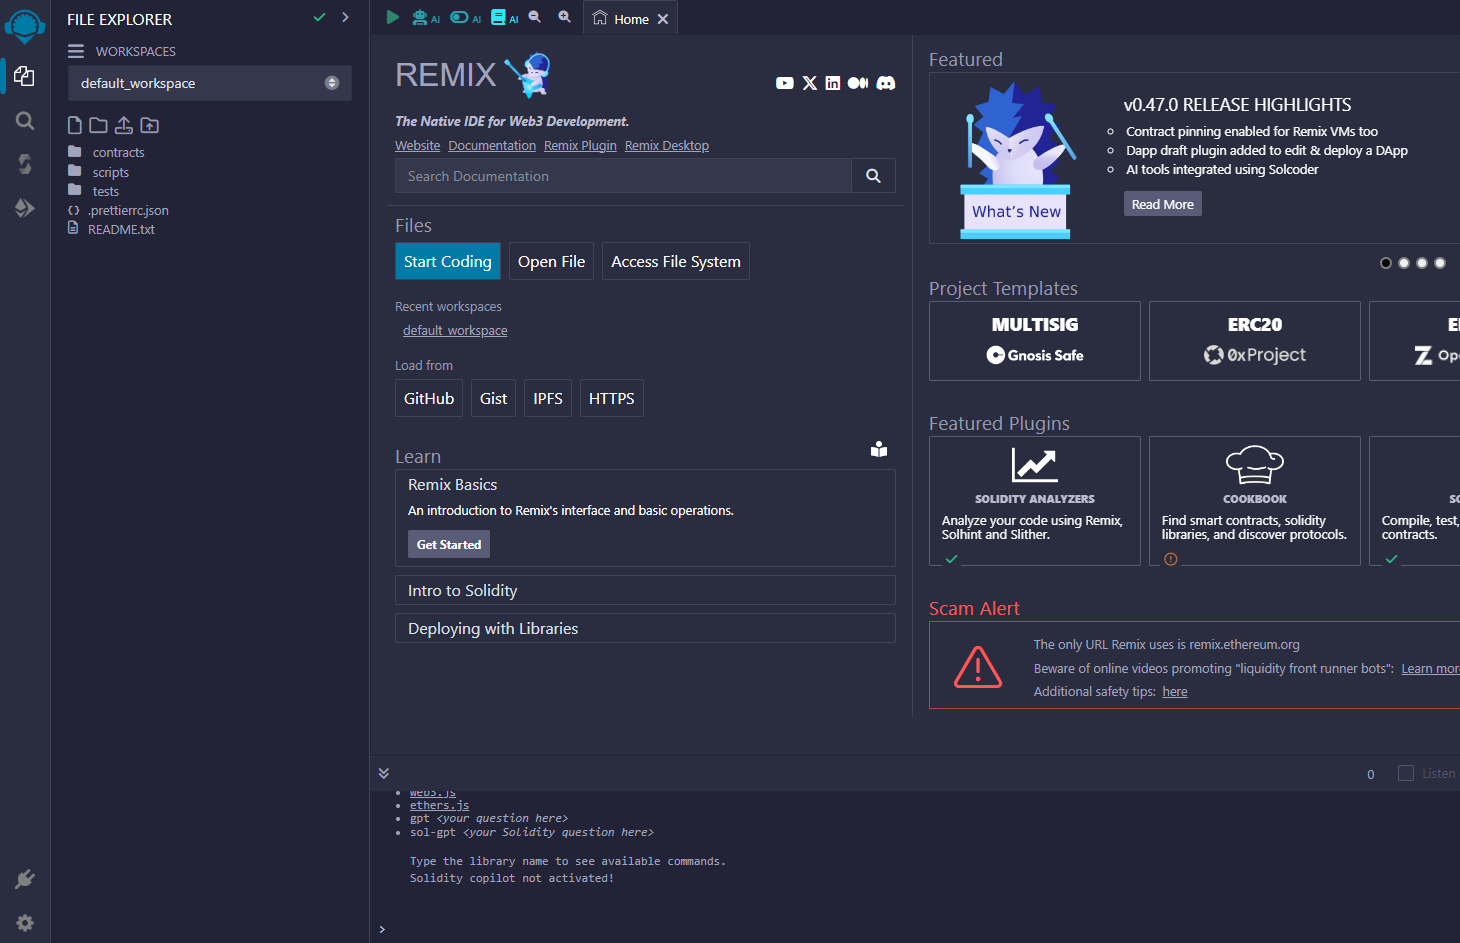 FILE EXPLORER
WORKSPACES
default_workspace
contracts
scripts
tests
.prettierrc.json
README.txt
AI
AI
AI
Home
REMIX
The Native IDE for Web3 Development.
Website Documentation Remix Plugin Remix Desktop
Search Documentation
Files
Start Coding Open File Access File System
Recent workspaces
default_workspace
Load from
GitHub Gist IPFS HTTPS
Learn
Remix Basics
An introduction to Remix's interface and basic operations.
Get Started
Intro to Solidity
Deploying with Libraries
Featured
What's New
v0.47.0 RELEASE HIGHLIGHTS
Contract pinning enabled for Remix VMs too
Dapp draft plugin added to edit & deploy a DApp
AI tools integrated using Solcoder
Read More
Project Templates
MULTISIG
Gnosis Safe
ERC20
0xProject
Featured Plugins
SOLIDITY ANALYZERS
Analyze your code using Remix,
Solhint and Slither.
COOKBOOK
Find smart contracts, solidity
libraries, and discover protocols.
Compile, test,
contracts.
Scam Alert
The only URL Remix uses is remix.ethereum.org
Beware of online videos promoting "liquidity front runner bots": Learn mor
Additional safety tips: here
0 Listen
web3.js
ethers.js
gpt <your question here>
sol-gpt <your Solidity question here>
Type the library name to see available commands.
Solidity copilot not activated!
>